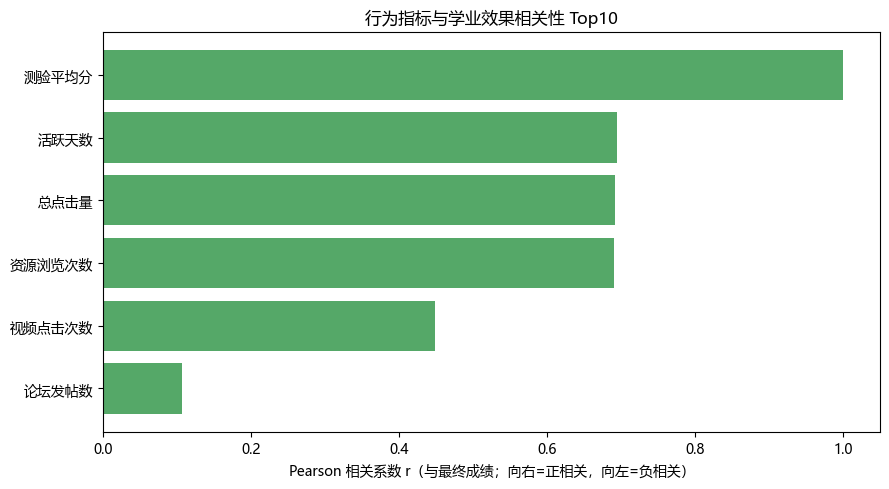 行为指标与学业效果相关性 Top10
测验平均分
活跃天数
总点击量
资源浏览次数
视频点击次数
论坛发帖数
0.0 0.2 0.4 0.6 0.8 1.0
Pearson 相关系数 r（与最终成绩；向右=正相关，向左=负相关）